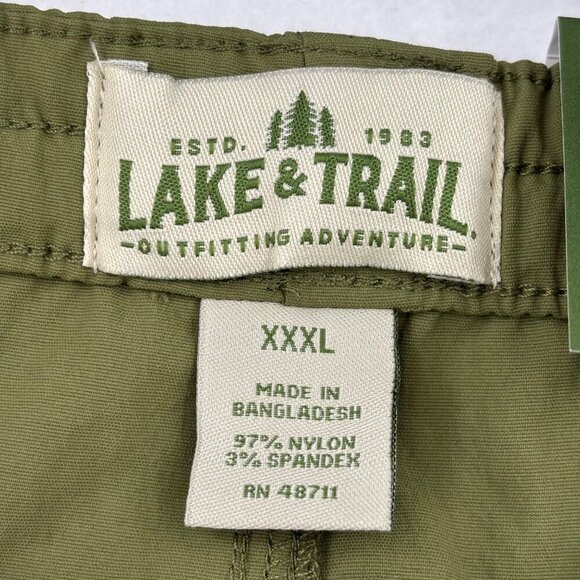 ESTD. 1983
LAKE & TRAIL.
OUTFITTING ADVENTURE
XXXL
MADE IN
BANGLADESH
97% NYLON
3% SPANDEX
RN 48711